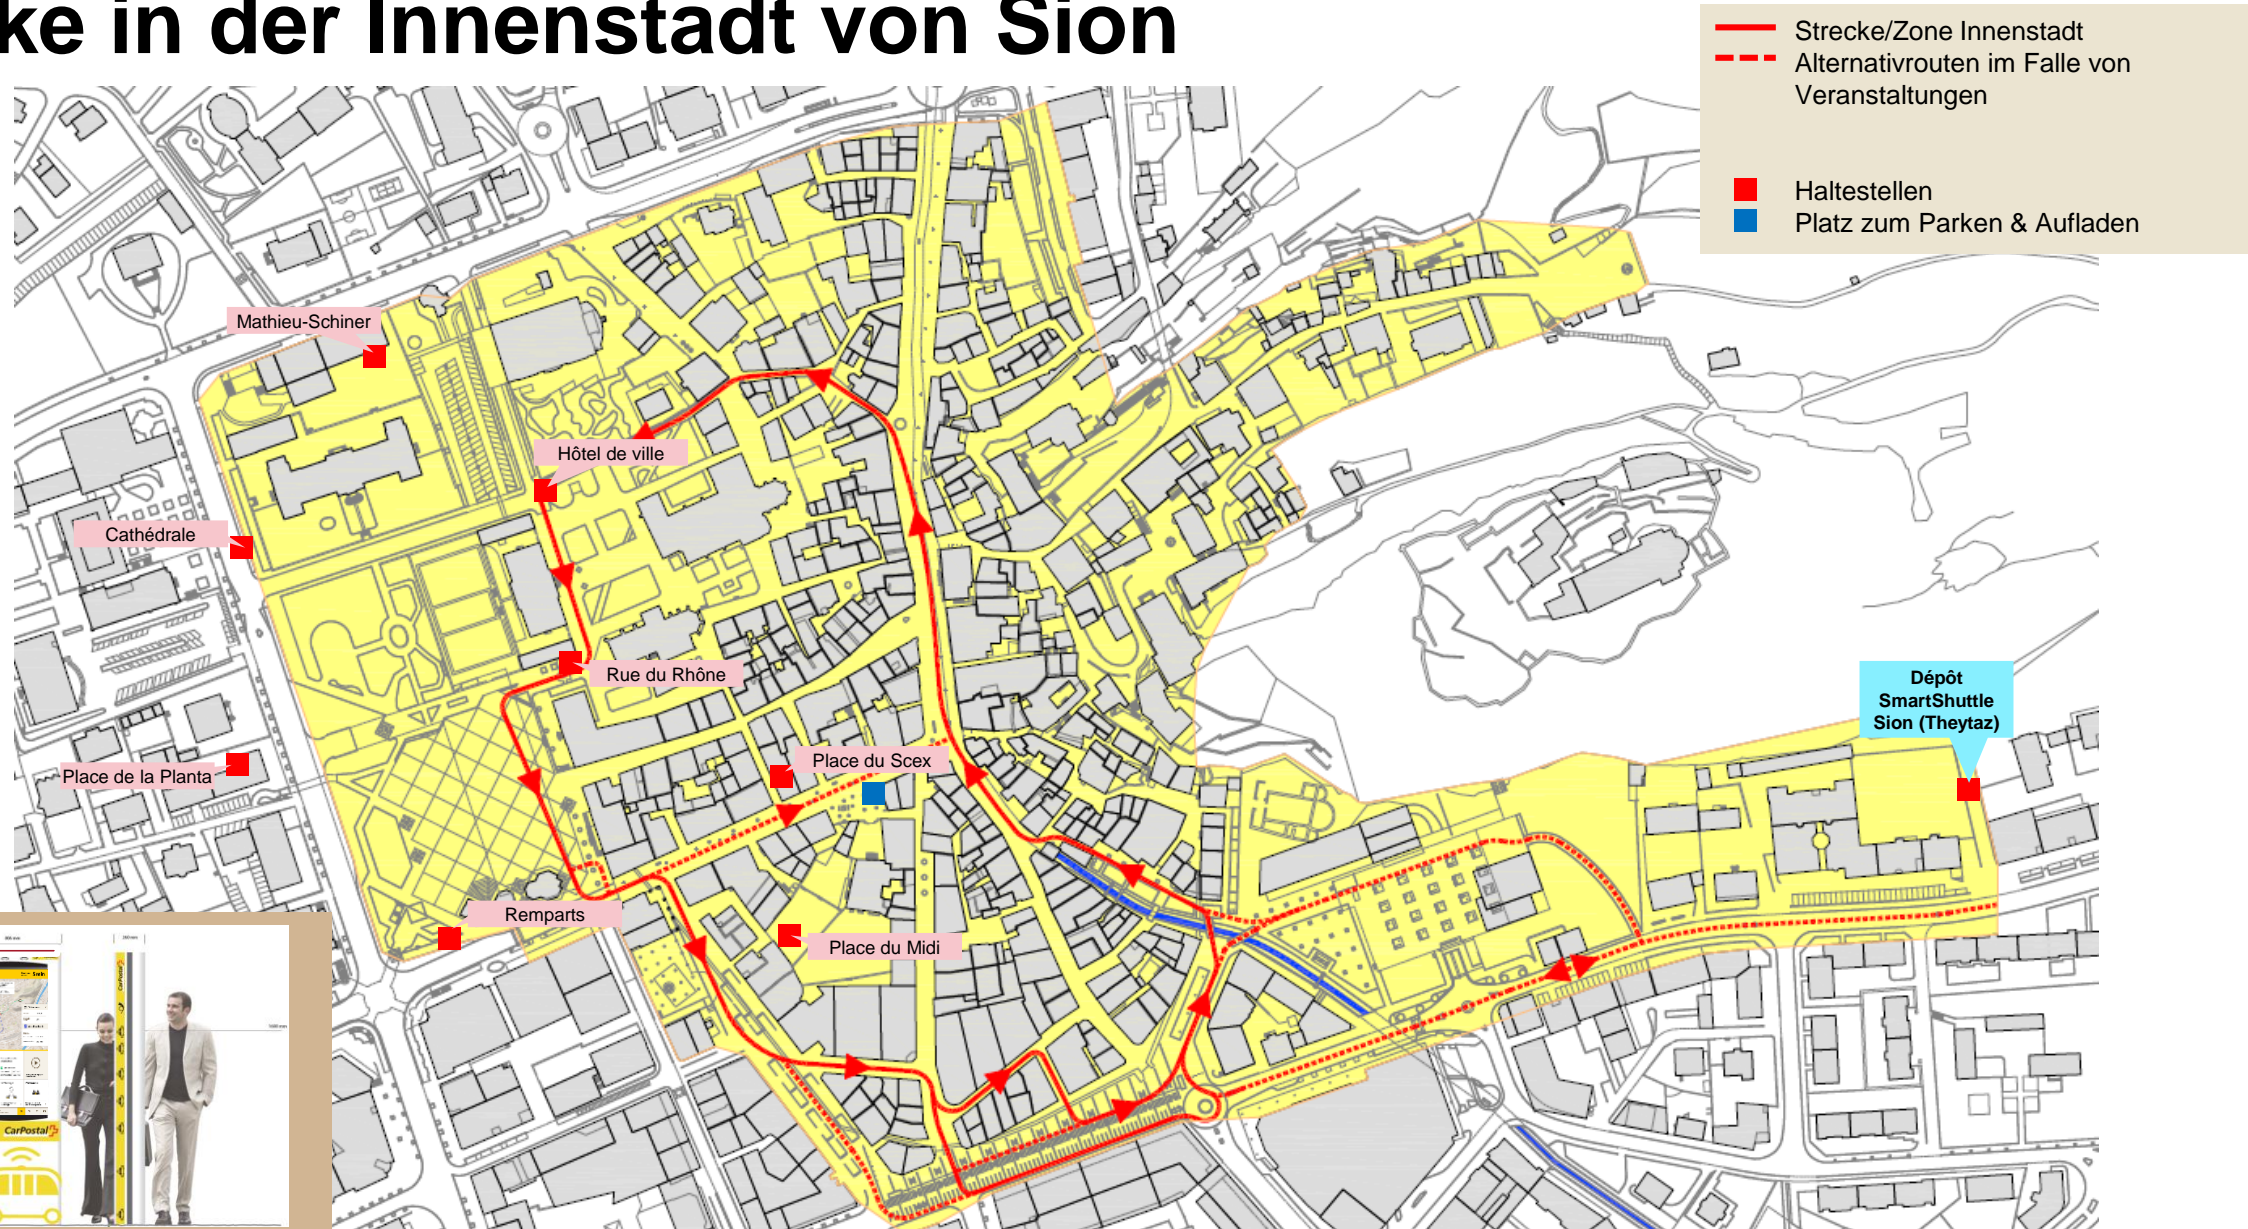 ke in der Innenstadt von Sion
Strecke/Zone Innenstadt
Alternativrouten im Falle von
Veranstaltungen
Haltestellen
Platz zum Parken & Aufladen
Mathieu-Schiner
Hôtel de ville
Cathédrale
Rue du Rhône
Dépôt
SmartShuttle
Sion (Theytaz)
Place du Scex
Place de la Planta
Remparts
Place du Midi
CarPostal
CarPostal